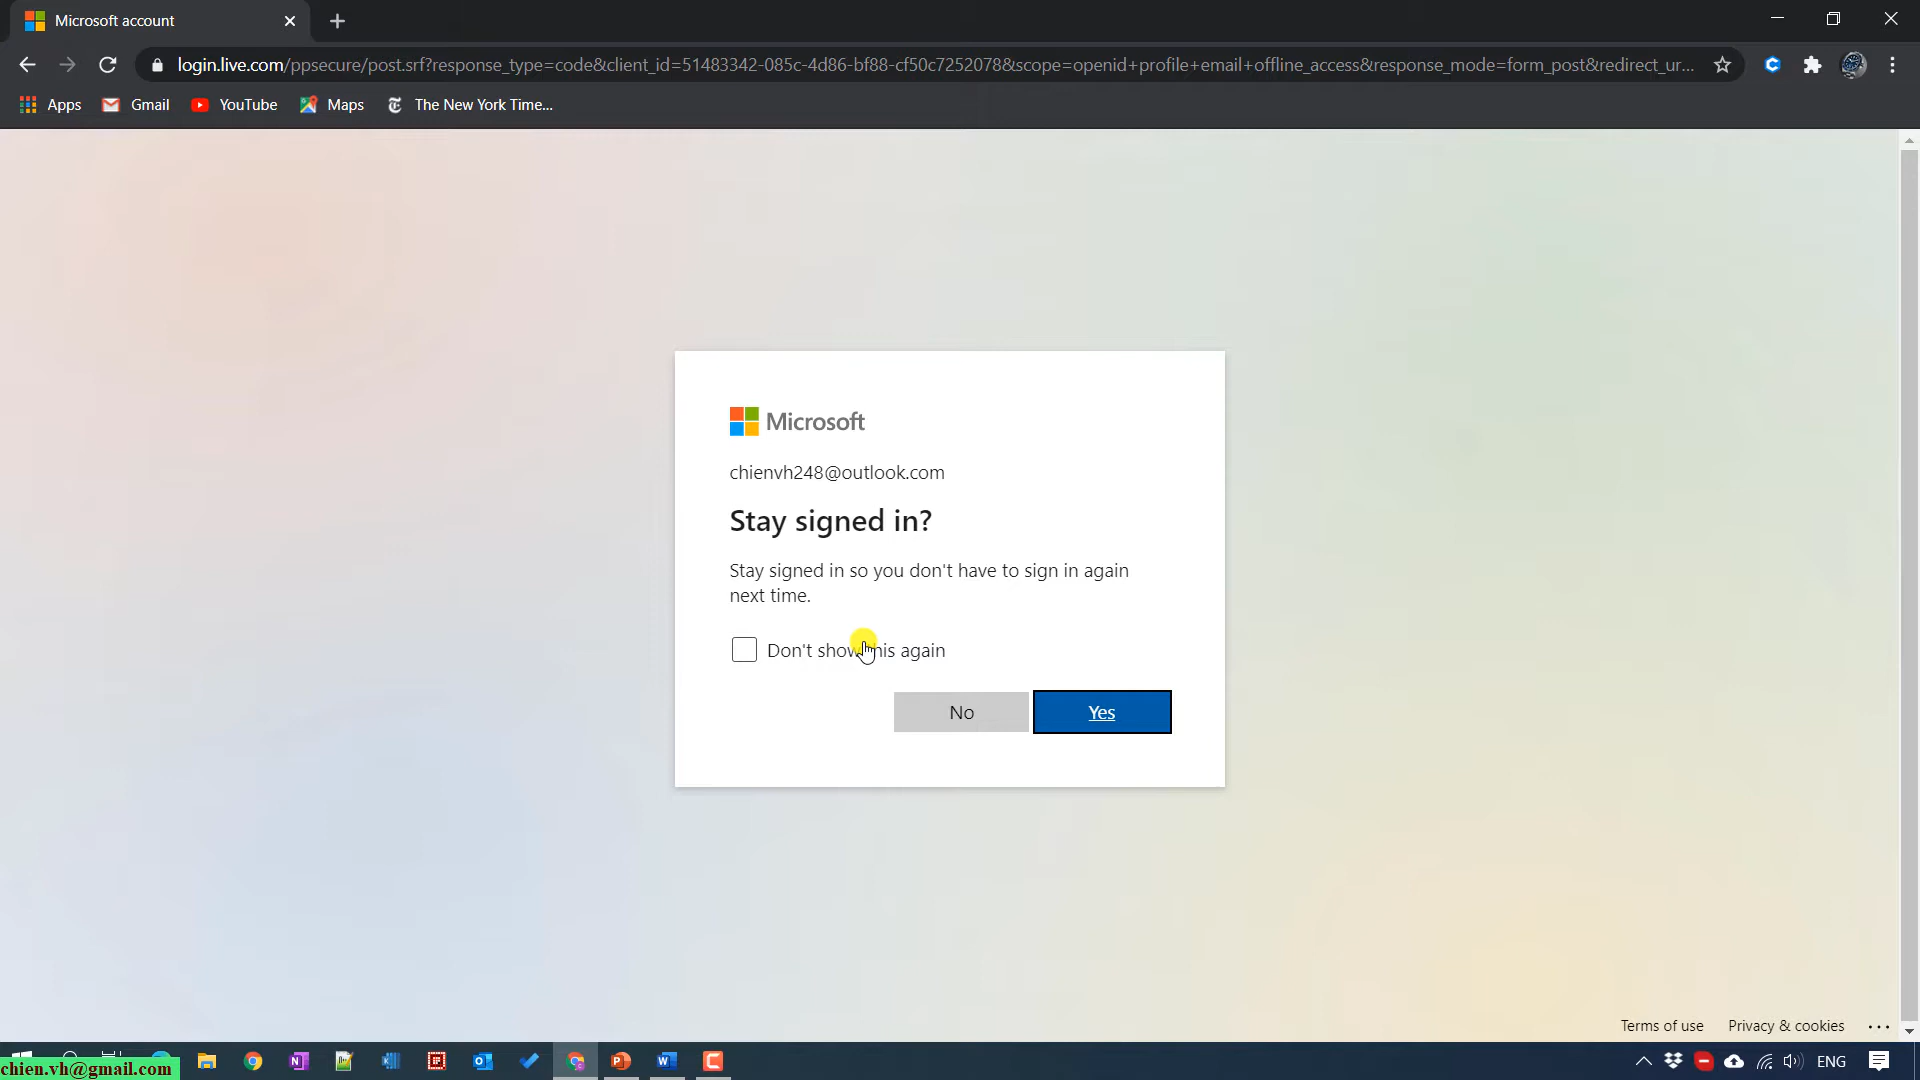 Microsoft account
login.live.com/ppsecure/post.srf?response_type=code&client_id=51483342-085c-4d86-bf88-cf50c7252078&scope=openid+profile+email+offline_access&response_mode=form_post&redirect_ur...
Apps Gmail YouTube Maps The New York Time...
Microsoft
chienvh248@outlook.com
Stay signed in?
Stay signed in so you don't have to sign in again
next time.
Don't show this again
No Yes
Terms of use Privacy & cookies ...
chien.vh@gmail.com
ENG